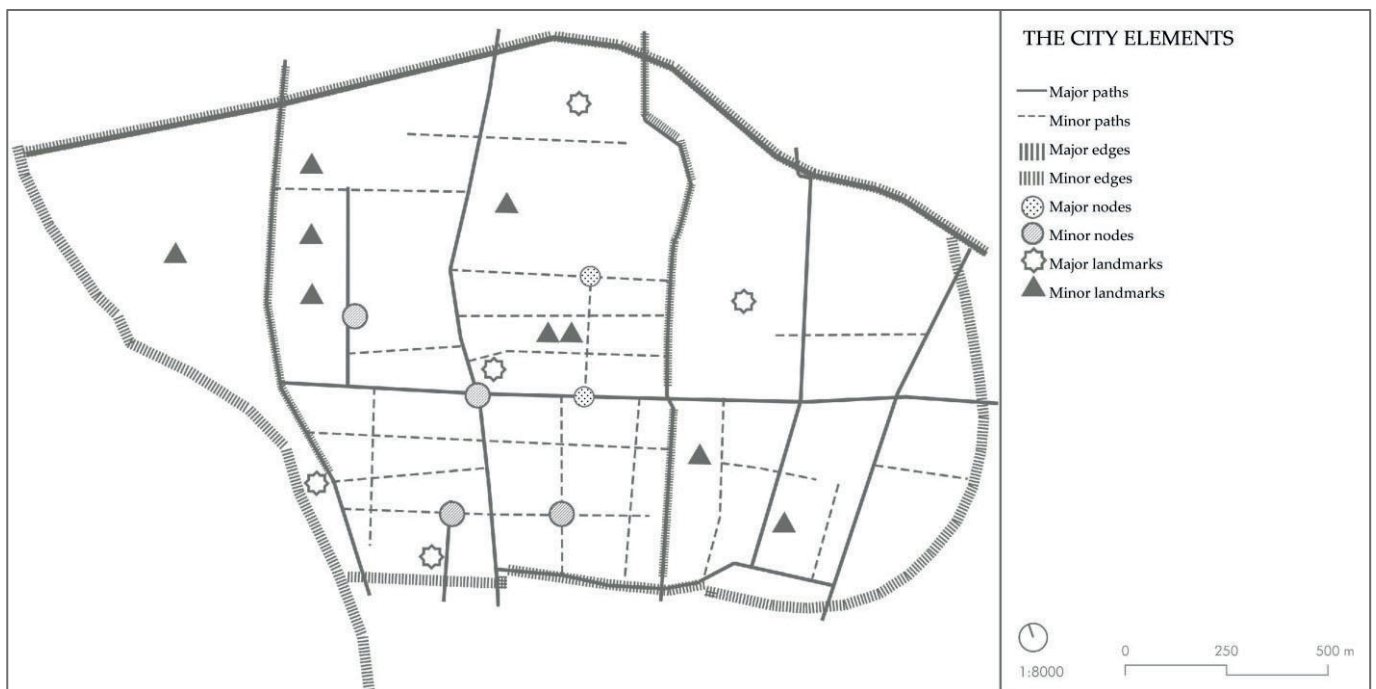 THE CITY ELEMENTS
Major paths
Minor paths
Major edges
Minor edges
Major nodes
Minor nodes
Major landmarks
Minor landmarks
1:8000
0 250 500 m